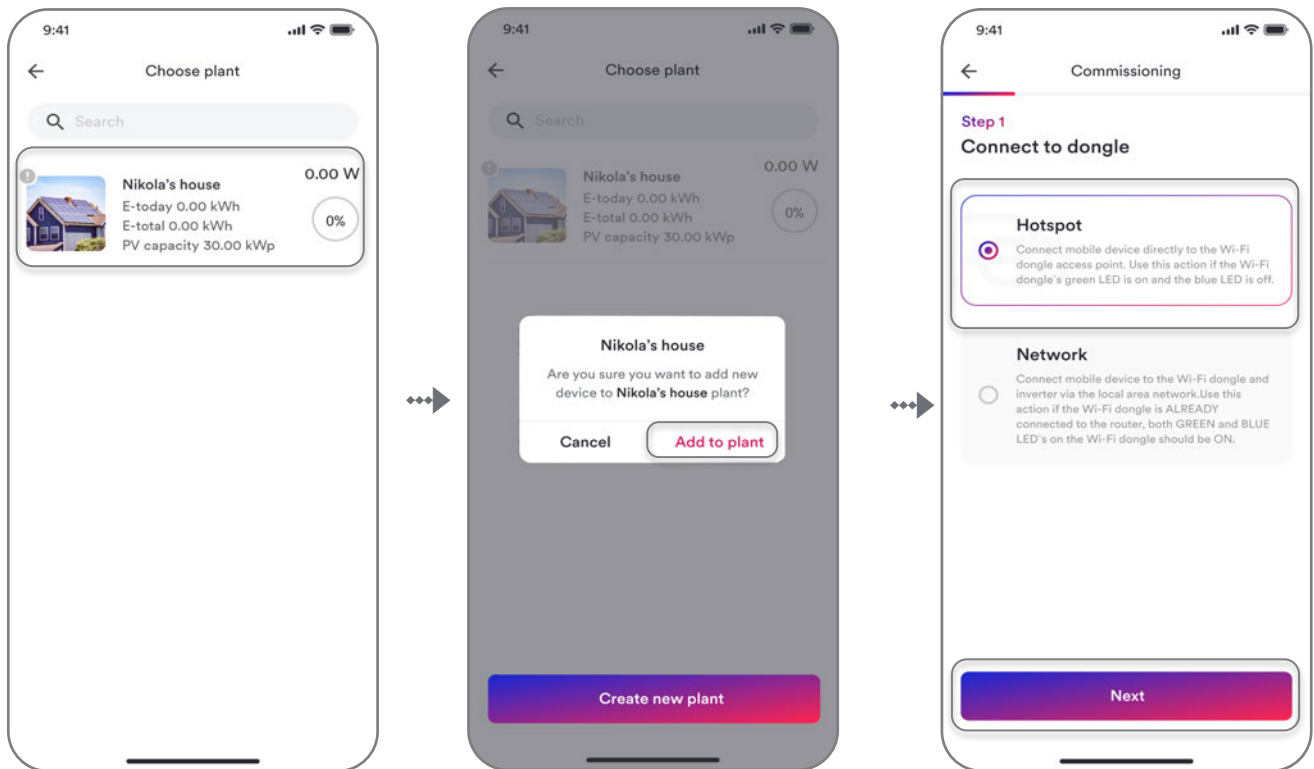 9:41
Choose plant
Search
Nikola's house
0.00 W
E-today 0.00 kWh
E-total 0.00 kWh
PV capacity 30.00 kWp
0%
9:41
Choose plant
Search
Nikola's house
0.00 W
E-today 0.00 kWh
E-total 0.00 kWh
PV capacity 30.00 kWp
0%
Nikola's house
Are you sure you want to add new
device to Nikola's house plant?
Cancel
Add to plant
Create new plant
9:41
Commissioning
Step 1
Connect to dongle
Hotspot
Connect mobile device directly to the Wi-Fi
dongle access point. Use this action if the Wi-Fi
dongle's green LED is on and the blue LED is off.
Network
Connect mobile device to the Wi-Fi dongle and
inverter via the local area network.Use this
action if the Wi-Fi dongle is ALREADY
connected to the router, both GREEN and BLUE
LED's on the Wi-Fi dongle should be ON.
Next